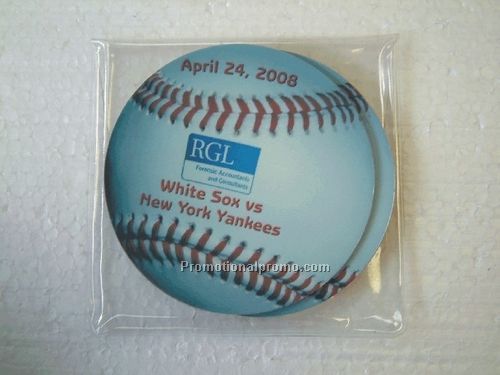 April 24, 2008
RGL
Forensic Accountants
and Consultants
White Sox vs
New York Yankees
Promotionalpromo.com